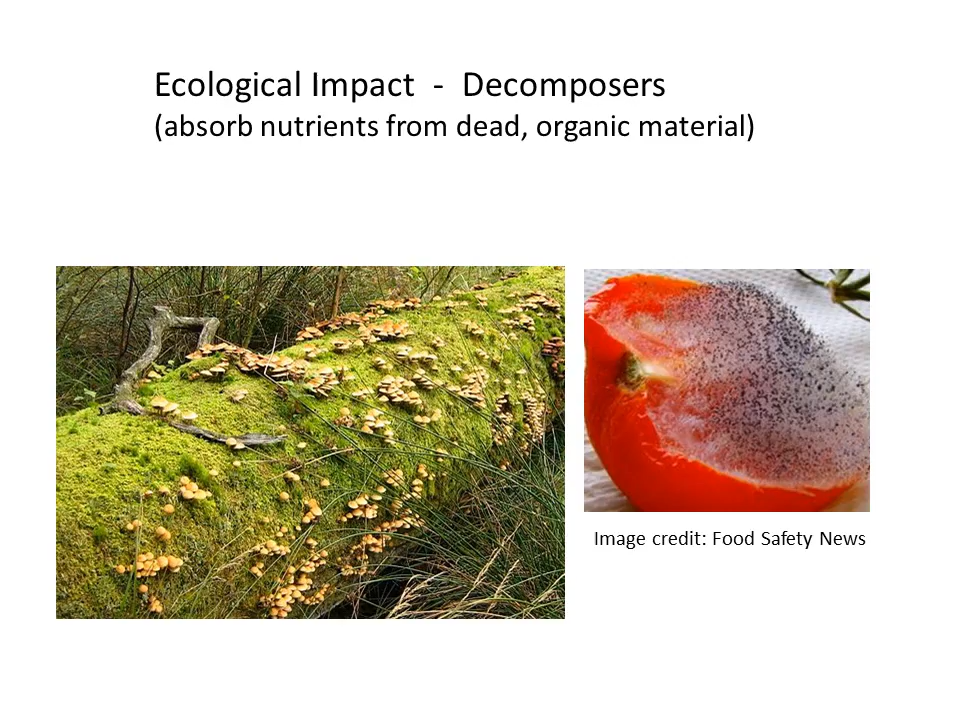 Ecological Impact - Decomposers
(absorb nutrients from dead, organic material)
Image credit: Food Safety News